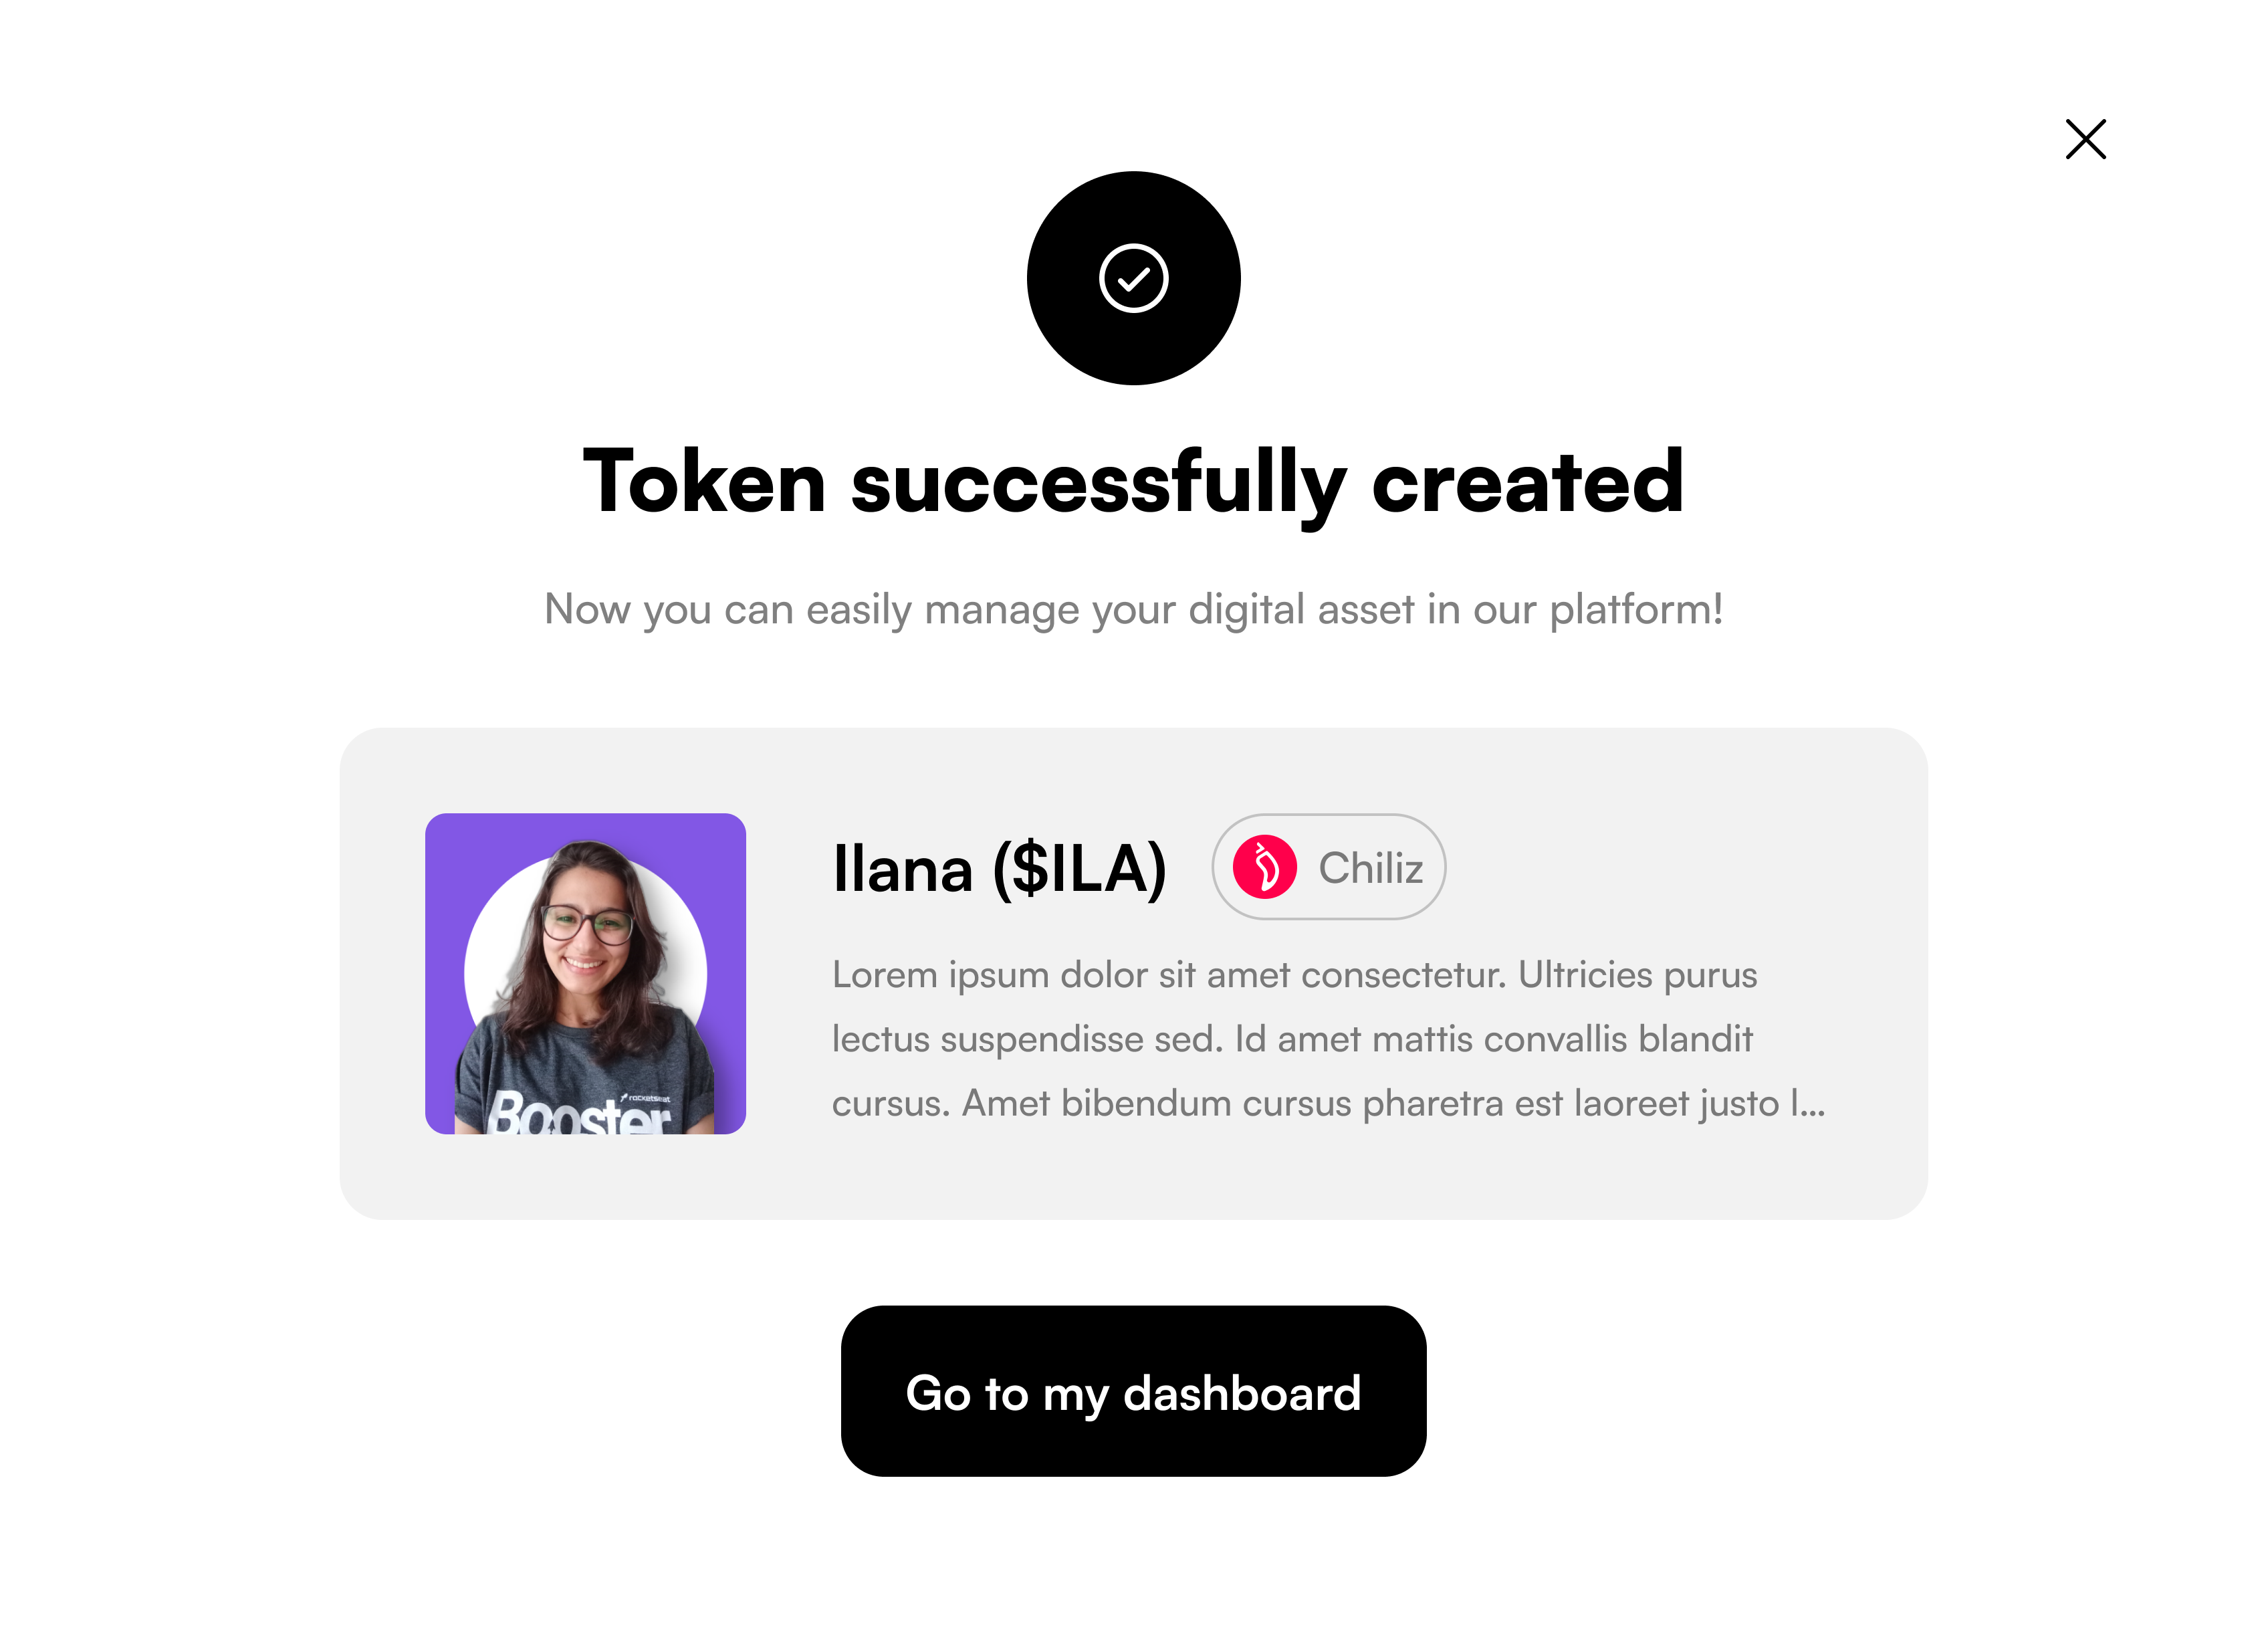 Token successfully created
Now you can easily manage your digital asset in our platform!
Ilana ($ILA)
Chiliz
Lorem ipsum dolor sit amet consectetur. Ultricies purus
lectus suspendisse sed. Id amet mattis convallis blandit
cursus. Amet bibendum cursus pharetra est laoreet justo l...
rocketseat
Booster
Go to my dashboard